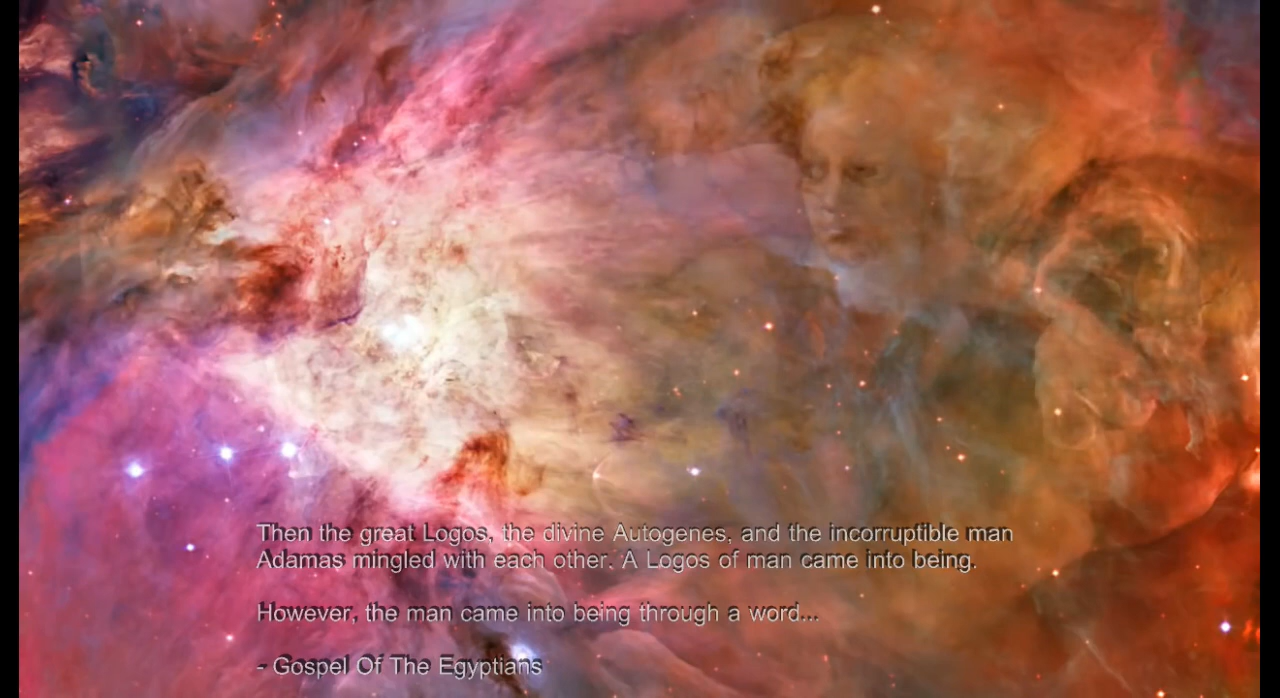 Then the great Logos, the divine Autogenes, and the incorruptible man
Adamas mingled with each other. A Logos of man came into being.
However, the man came into being through a word...
- Gospel Of The Egyptians